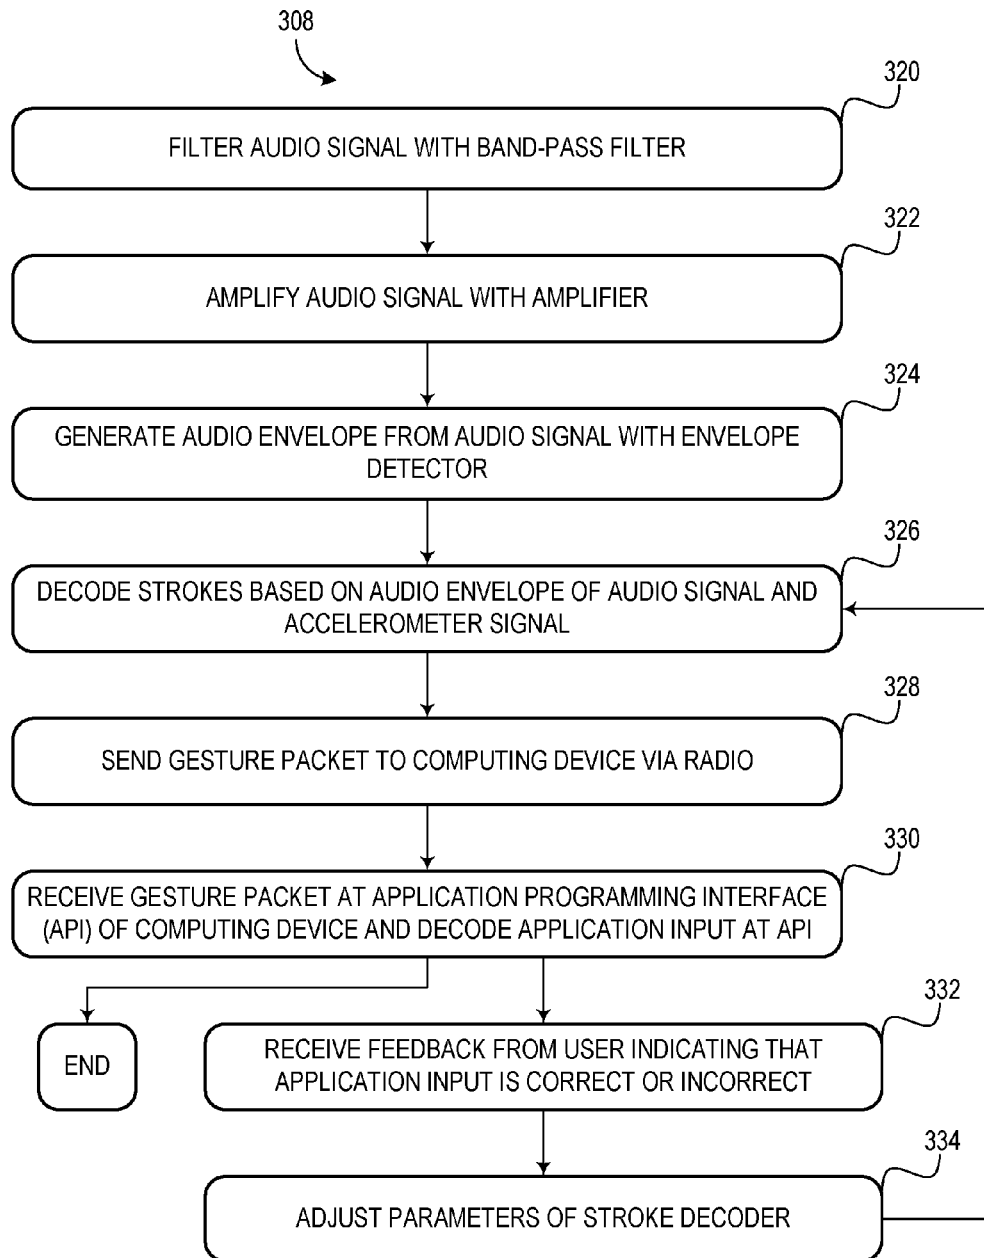 308
320
FILTER AUDIO SIGNAL WITH BAND-PASS FILTER
322
AMPLIFY AUDIO SIGNAL WITH AMPLIFIER
324
GENERATE AUDIO ENVELOPE FROM AUDIO SIGNAL WITH ENVELOPE
DETECTOR
326
DECODE STROKES BASED ON AUDIO ENVELOPE OF AUDIO SIGNAL AND
ACCELEROMETER SIGNAL
328
SEND GESTURE PACKET TO COMPUTING DEVICE VIA RADIO
330
RECEIVE GESTURE PACKET AT APPLICATION PROGRAMMING INTERFACE
(API) OF COMPUTING DEVICE AND DECODE APPLICATION INPUT AT API
332
END
RECEIVE FEEDBACK FROM USER INDICATING THAT
APPLICATION INPUT IS CORRECT OR INCORRECT
334
ADJUST PARAMETERS OF STROKE DECODER